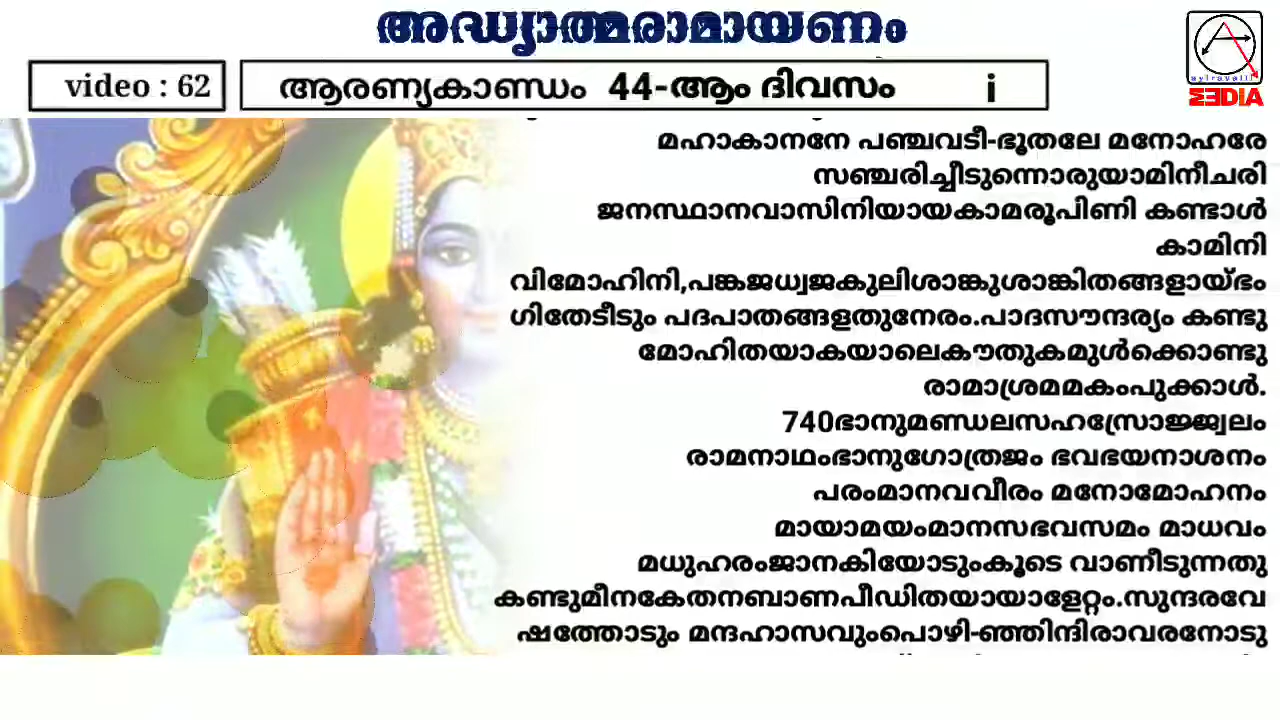 അദ്ധ്യാത്മരാമായണം
video : 62
ആരണ്യകാണ്ഡം 44-ആം ദിവസം i
aylravalli
MEDIA
മഹാകാനനേ പഞ്ചവടീ-ഭൂതലേ മനോഹരേ
സഞ്ചരിച്ചീടുന്നൊരുയാമിനീചരി
ജനസ്ഥാനവാസിനിയായകാമരൂപിണി കണ്ടാൾ
കാമിനി
വിമോഹിനി,പങ്കജധ്വജകുലിശാങ്കുശാങ്കിതങ്ങളായ്ഭം
ഗിതേടീടും പദപാതങ്ങളതുനേരം.പാദസൗന്ദര്യം കണ്ടു
മോഹിതയാകയാലെകൗതുകമുൾക്കൊണ്ടു
രാമാശ്രമമകംപുക്കാൾ.
740ഭാനുമണ്ഡലസഹസ്രോജ്ജ്വലം
രാമനാഥംഭാനുഗോത്രജം ഭവഭയനാശനം
പരംമാനവവീരം മനോമോഹനം
മായാമയംമാനസഭവസമം മാധവം
മധുഹരംജാനകിയോടുംകൂടെ വാണീടുന്നതു
കണ്ടുമീനകേതനബാണപീഡിതയായാളേറ്റം.സുന്ദരവേ
ഷത്തോടും മന്ദഹാസവുംപൊഴി-ഞ്ഞിന്ദിരാവരനോടു